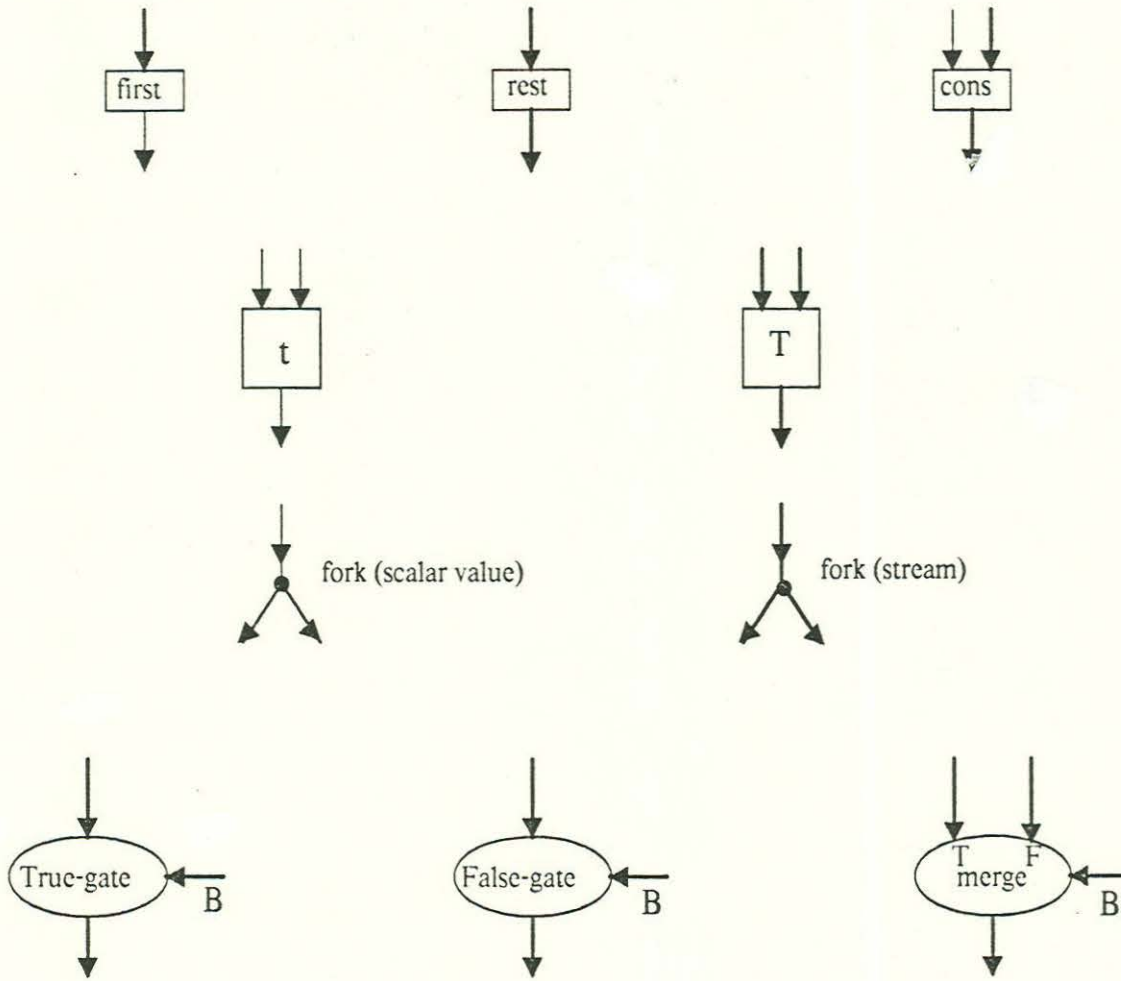 first rest cons
t T
fork (scalar value) fork (stream)
T F
True-gate False-gate merge
B B B